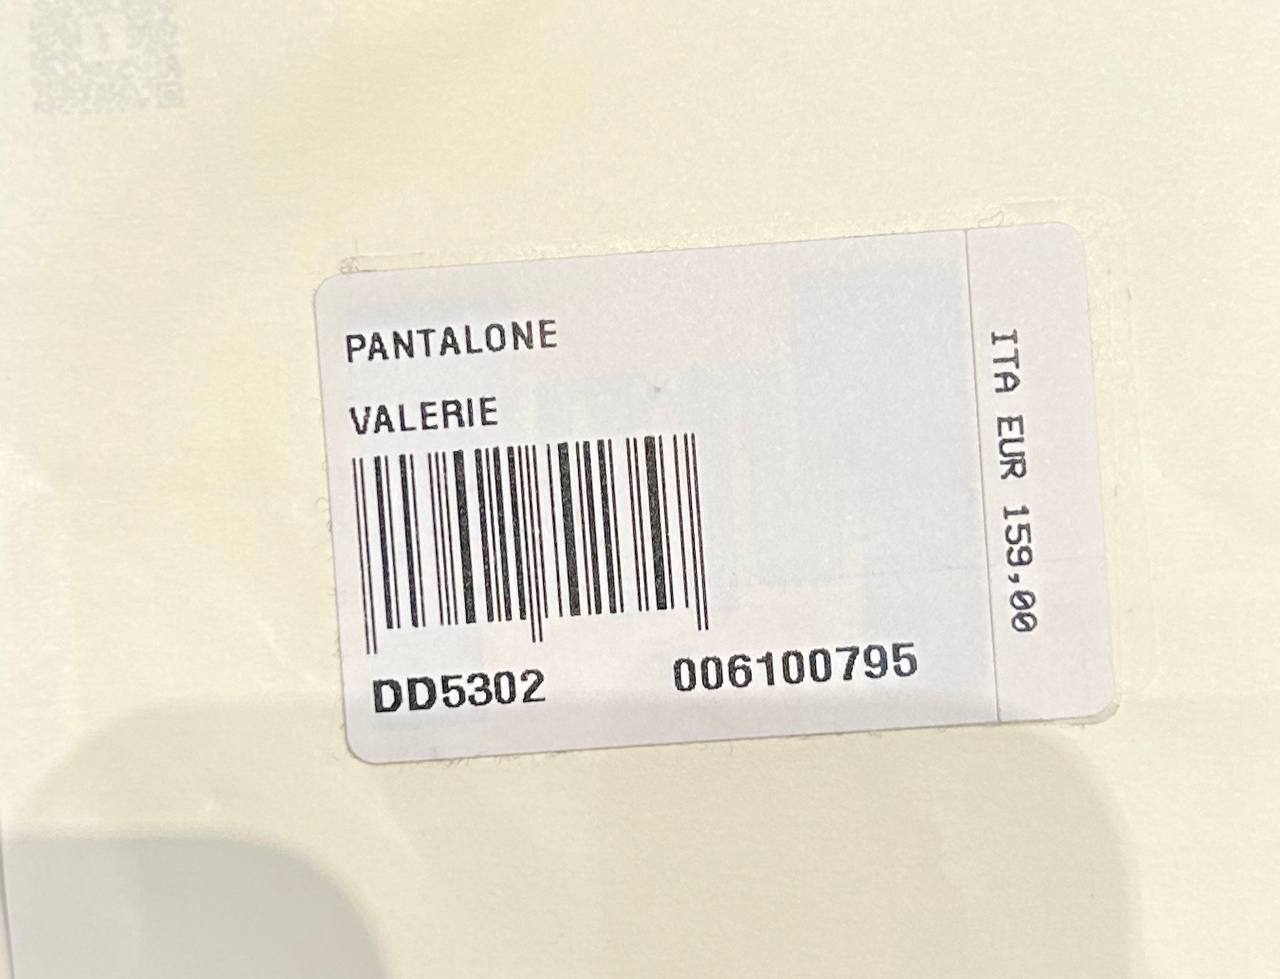 PANTALONE
VALERIE
DD5302 006100795
ITA EUR 159,00